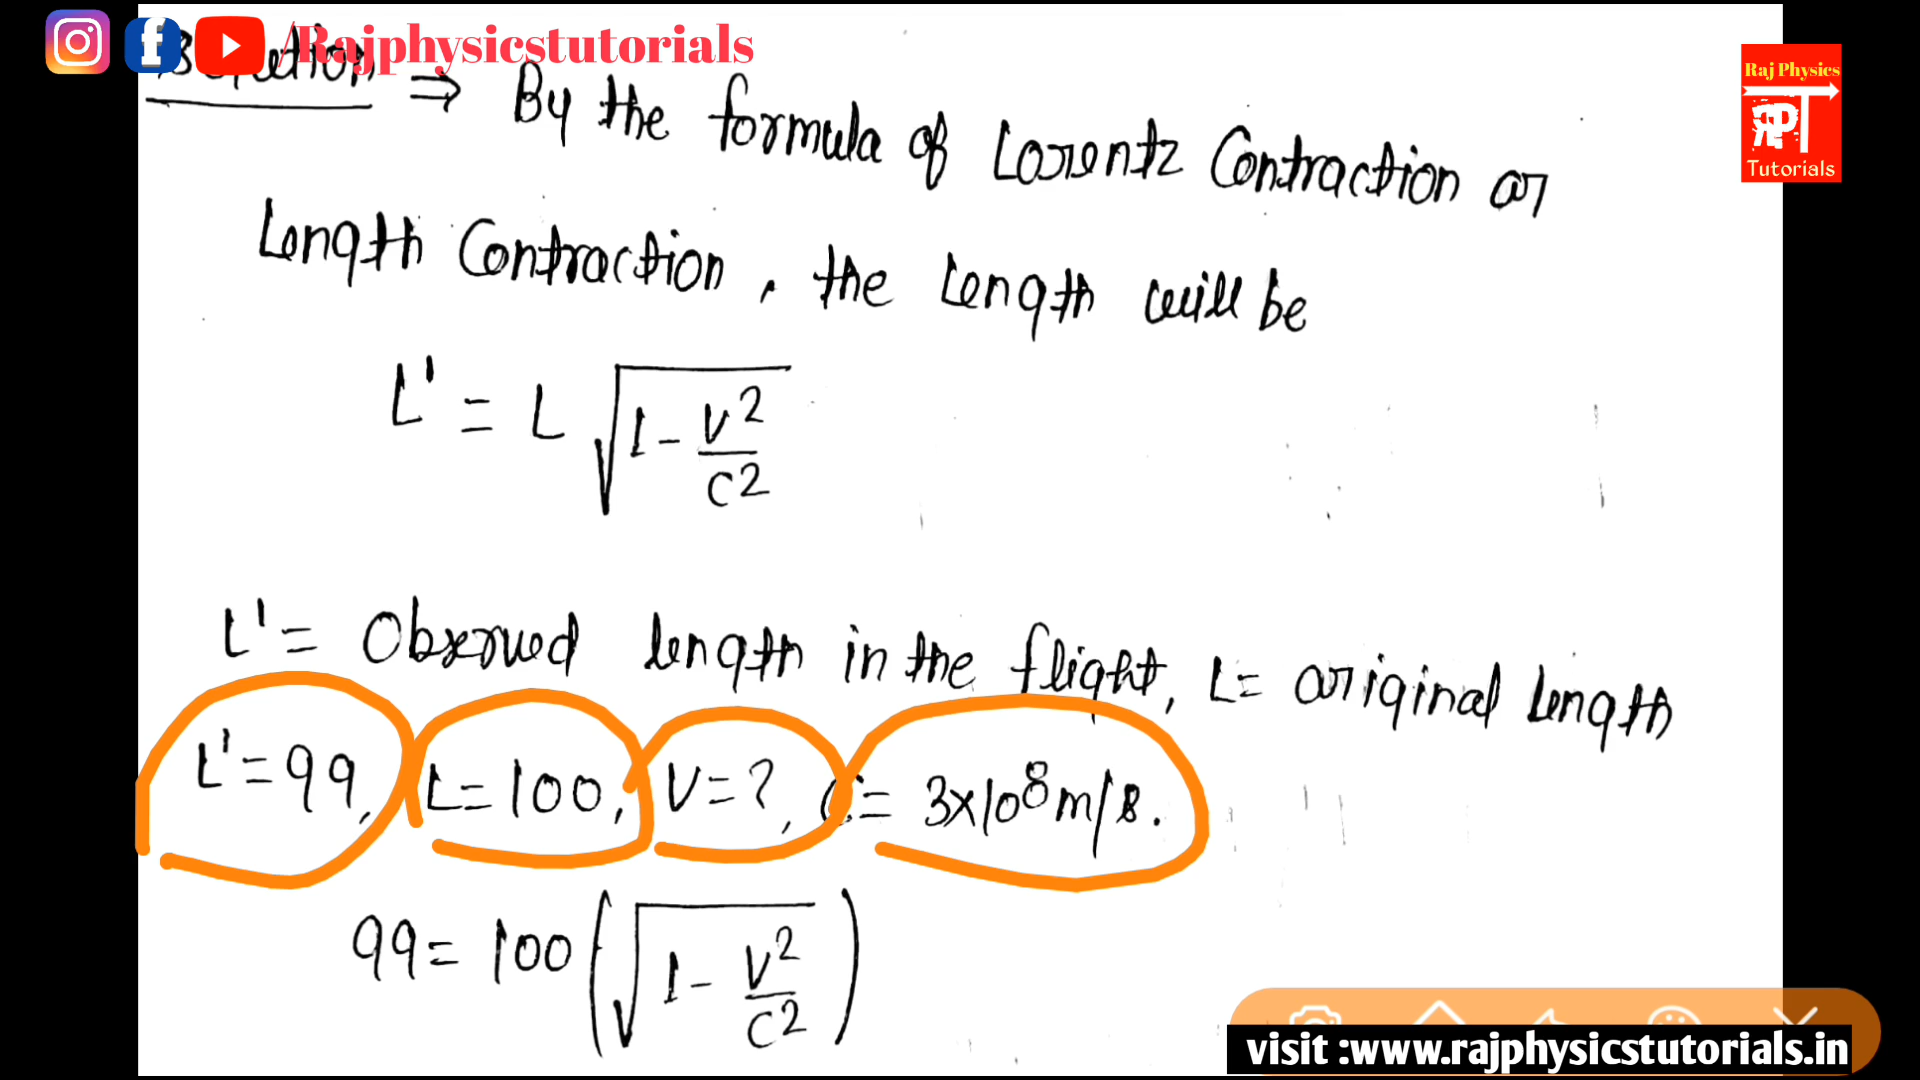 /Rajphysicstutorials
Raj Physics
RPT
Tutorials
Solution ⇒ By the formula of Lorentz Contraction or
Length Contraction, the length will be
L' = L √(1 - v²/c²)
L' = Observed length in the flight, L = original length
L' = 99, L = 100, V = ?, C = 3×10⁸ m/s.
99 = 100 (√(1 - v²/c²))
visit :www.rajphysicstutorials.in